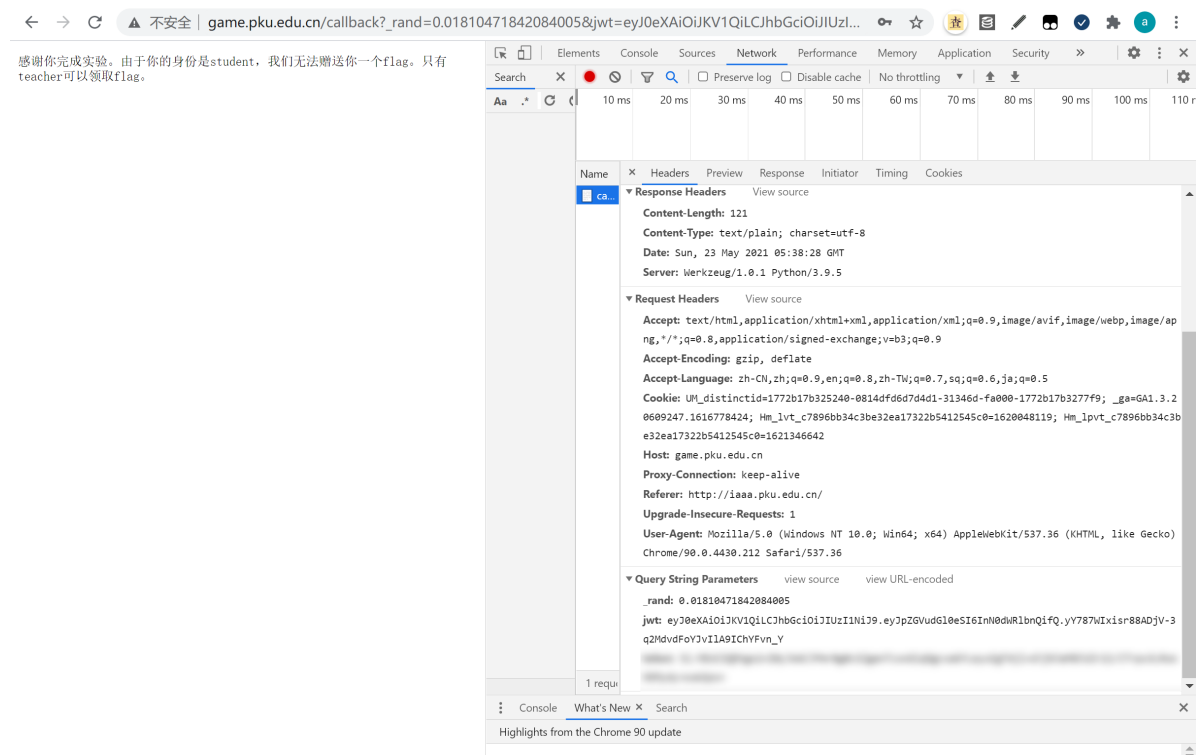 不安全 game.pku.edu.cn/callback?_rand=0.01810471842084005&jwt=eyJ0eXAiOiJKV1QiLCJhbGciOiJIUzI... a
感谢你完成实验。由于你的身份是student，我们无法赠送你一个flag。只有
teacher可以领取flag。
Elements Console Sources Network Performance Memory Application Security »
Search Preserve log Disable cache No throttling
Aa .*
10 ms 20 ms 30 ms 40 ms 50 ms 60 ms 70 ms 80 ms 90 ms 100 ms 110 r
Name Headers Preview Response Initiator Timing Cookies
ca...
Response Headers View source
Content-Length: 121
Content-Type: text/plain; charset=utf-8
Date: Sun, 23 May 2021 05:38:28 GMT
Server: Werkzeug/1.0.1 Python/3.9.5
Request Headers View source
Accept: text/html,application/xhtml+xml,application/xml;q=0.9,image/avif,image/webp,image/ap
ng,*/*;q=0.8,application/signed-exchange;v=b3;q=0.9
Accept-Encoding: gzip, deflate
Accept-Language: zh-CN,zh;q=0.9,en;q=0.8,zh-TW;q=0.7,sq;q=0.6,ja;q=0.5
Cookie: UM_distinctid=1772b17b325240-0814dfd6d7d4d1-31346d-fa000-1772b17b3277f9; _ga=GA1.3.2
0609247.1616778424; Hm_lvt_c7896bb34c3be32ea17322b5412545c0=1620048119; Hm_lpvt_c7896bb34c3b
e32ea17322b5412545c0=1621346642
Host: game.pku.edu.cn
Proxy-Connection: keep-alive
Referer: http://iaaa.pku.edu.cn/
Upgrade-Insecure-Requests: 1
User-Agent: Mozilla/5.0 (Windows NT 10.0; Win64; x64) AppleWebKit/537.36 (KHTML, like Gecko)
Chrome/90.0.4430.212 Safari/537.36
Query String Parameters view source view URL-encoded
_rand: 0.01810471842084005
jwt: eyJ0eXAiOiJKV1QiLCJhbGciOiJIUzI1NiJ9.eyJpZGVudGl0eSI6InN0dWRlbnQifQ.yY787WIxisr88ADjV-3
q2MdvdFoYJvIlA9IChYFvn_Y
1 requ
Console What's New Search
Highlights from the Chrome 90 update